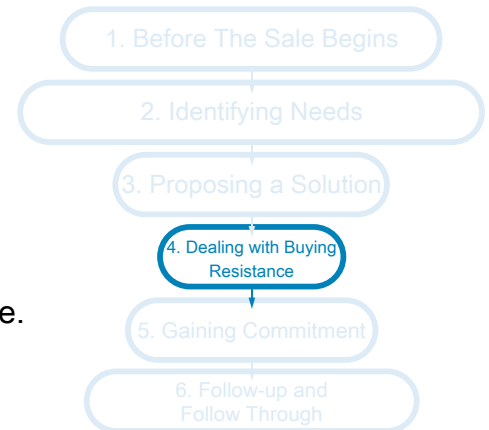 1. Before The Sale Begins
2. Identifying Needs
3. Proposing a Solution
4. Dealing with Buying
Resistance
e.
5. Gaining Commitment
6. Follow-up and
Follow Through